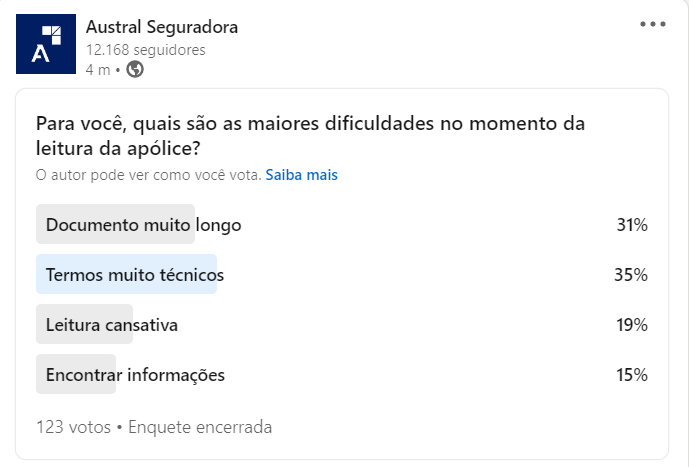 Austral Seguradora
12.168 seguidores
4 m •
Para você, quais são as maiores dificuldades no momento da
leitura da apólice?
O autor pode ver como você vota. Saiba mais
Documento muito longo 31%
Termos muito técnicos 35%
Leitura cansativa 19%
Encontrar informações 15%
123 votos • Enquete encerrada